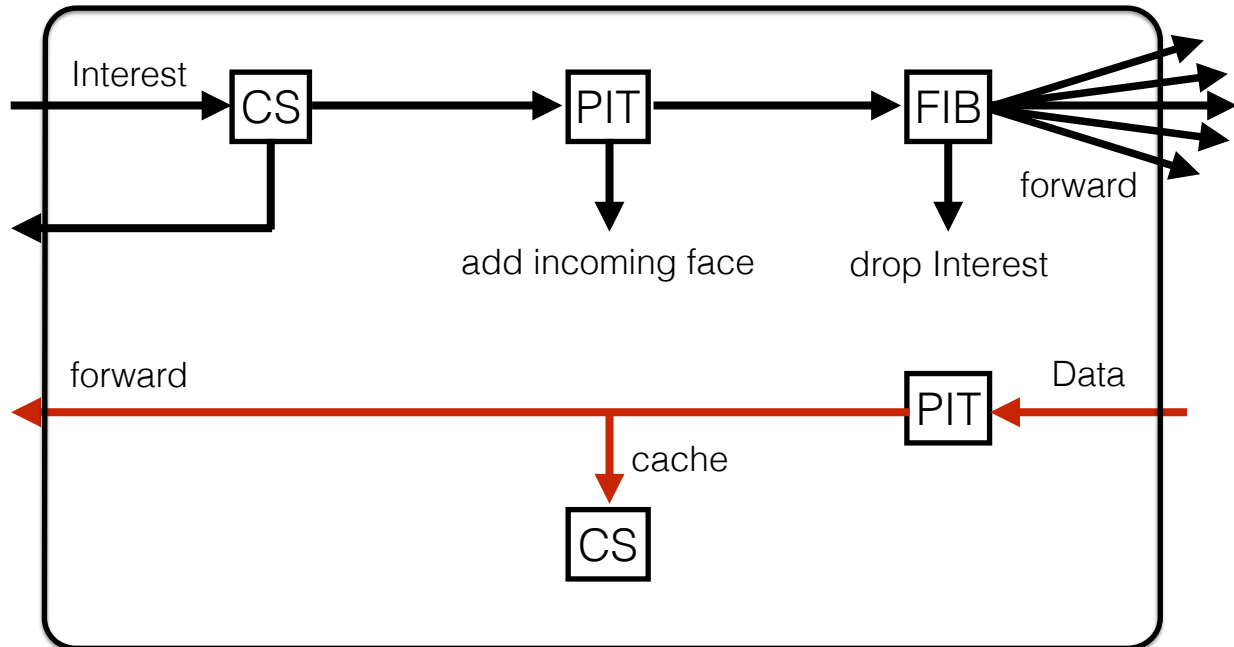 Interest
CS
PIT
FIB
forward
add incoming face
drop Interest
forward
Data
PIT
cache
CS